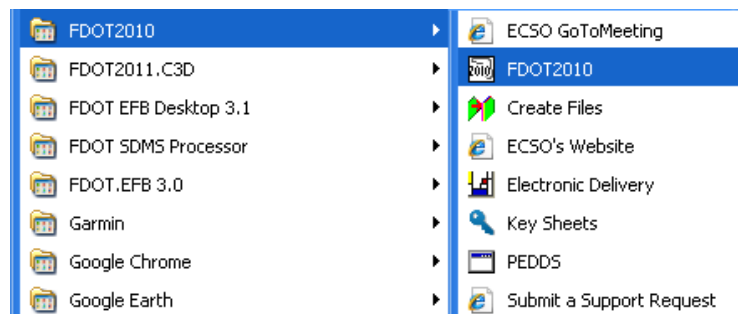 FDOT2010
FDOT2011.C3D
FDOT EFB Desktop 3.1
FDOT SDMS Processor
FDOT.EFB 3.0
Garmin
Google Chrome
Google Earth
ECSO GoToMeeting
2010 FDOT2010
Create Files
ECSO's Website
Electronic Delivery
Key Sheets
PEDDS
Submit a Support Request